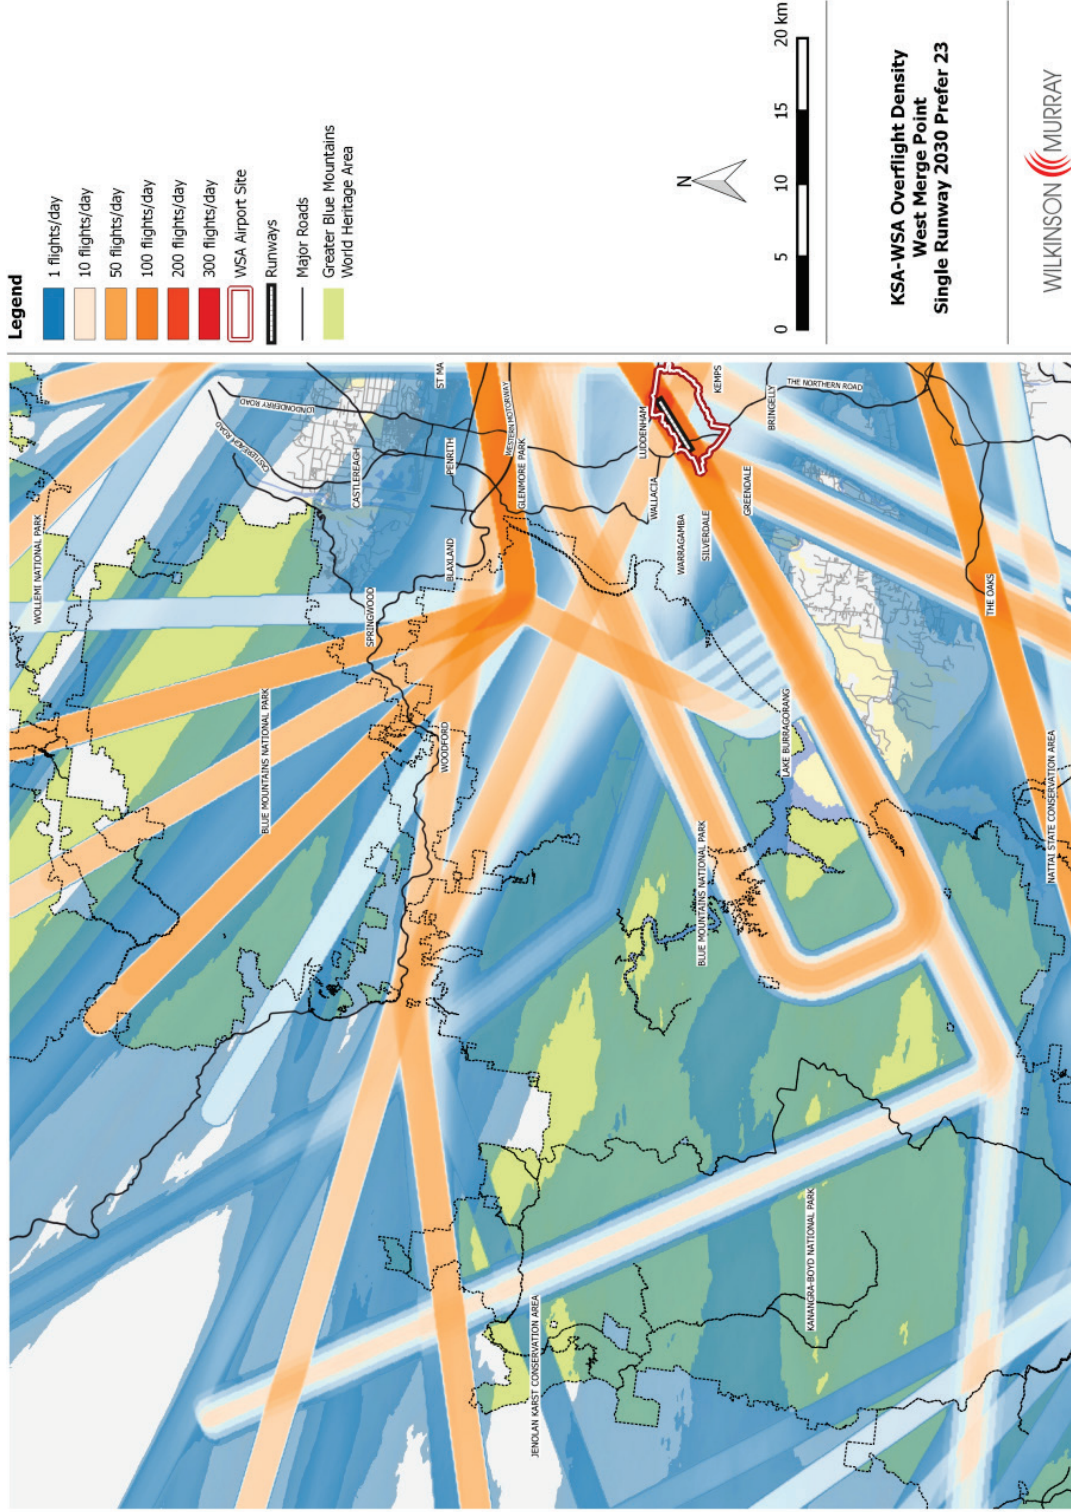 Legend
1 flights/day
10 flights/day
50 flights/day
100 flights/day
200 flights/day
300 flights/day
WSA Airport Site
Runways
Major Roads
Greater Blue Mountains
World Heritage Area
N
0 5 10 15 20 km
KSA-WSA Overflight Density
West Merge Point
Single Runway 2030 Prefer 23
WILKINSON MURRAY
WOLLEMI NATIONAL PARK
CASTLEREAGH ROAD
LONDONDERRY ROAD
CASTLEREAGH
ST MA
PENRITH
WESTERN MOTORWAY
GLENMORE PARK
BLAXLAND
SPRINGWOOD
BLUE MOUNTAINS NATIONAL PARK
WOODFORD
LUDDENHAM
KEMPS
WALLACIA
BRINGELLY
THE NORTHERN ROAD
WARRAGAMBA
SILVERDALE
GREENDALE
THE OAKS
LAKE BURRAGORANG
BLUE MOUNTAINS NATIONAL PARK
NATTAI STATE CONSERVATION AREA
KANANGRA-BOYD NATIONAL PARK
JENOLAN KARST CONSERVATION AREA